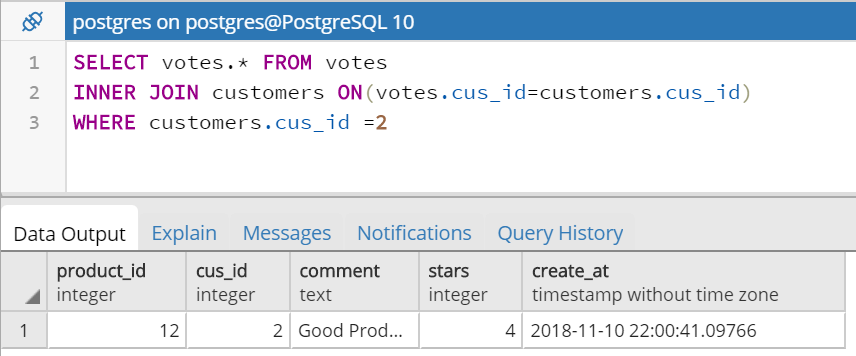 postgres on postgres@PostgreSQL 10
1 SELECT votes.* FROM votes
2 INNER JOIN customers ON(votes.cus_id=customers.cus_id)
3 WHERE customers.cus_id =2
Data Output Explain Messages Notifications Query History
product_id cus_id comment stars create_at
integer integer text integer timestamp without time zone
1 12 2 Good Prod... 4 2018-11-10 22:00:41.09766